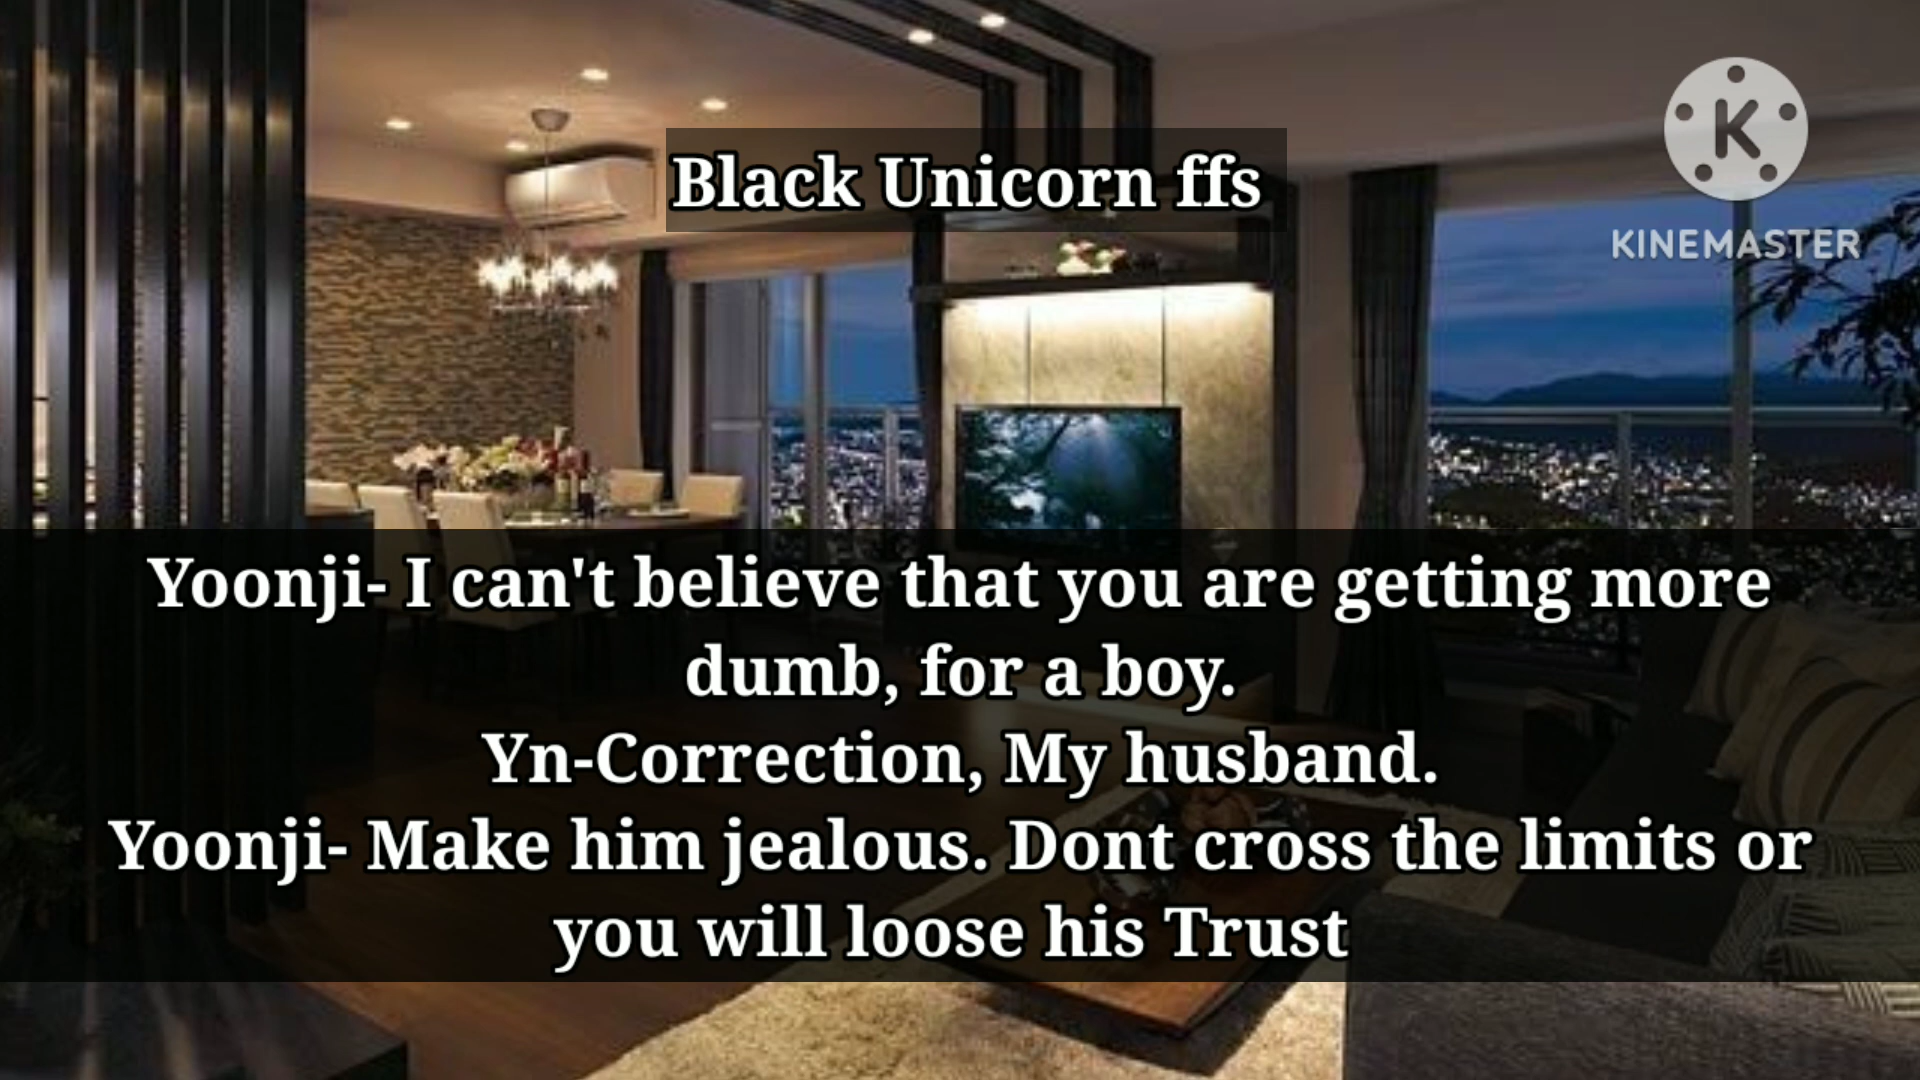 Black Unicorn ffs
K
KINEMASTER
Yoonji- I can't believe that you are getting more
dumb, for a boy.
Yn-Correction, My husband.
Yoonji- Make him jealous. Dont cross the limits or
you will loose his Trust